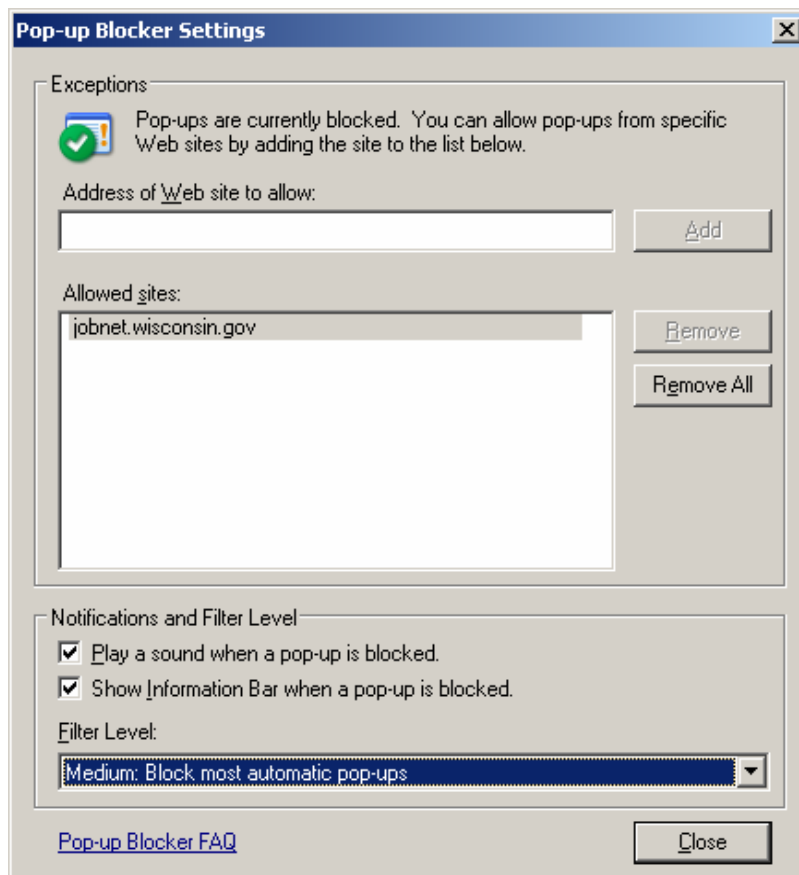 Pop-up Blocker Settings
Exceptions
Pop-ups are currently blocked. You can allow pop-ups from specific
Web sites by adding the site to the list below.
Address of Web site to allow:
Add
Allowed sites:
jobnet.wisconsin.gov
Remove
Remove All
Notifications and Filter Level
Play a sound when a pop-up is blocked.
Show Information Bar when a pop-up is blocked.
Filter Level:
Medium: Block most automatic pop-ups
Pop-up Blocker FAQ
Close